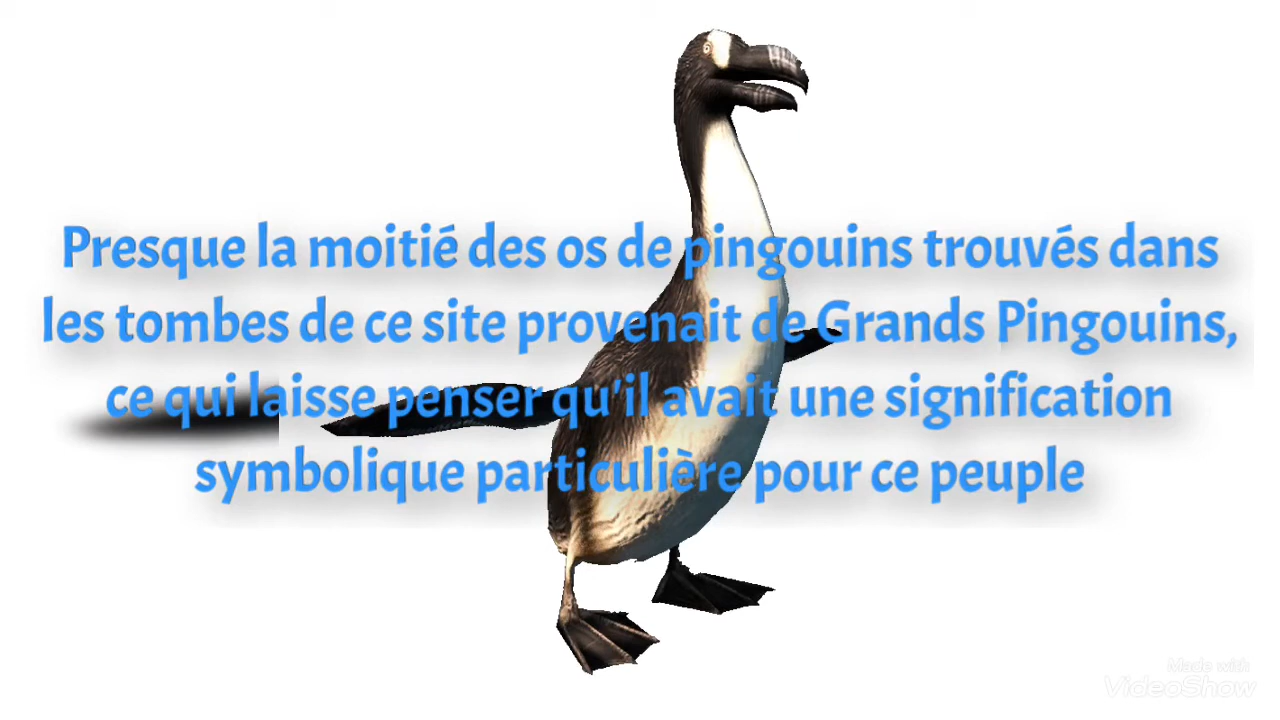 Presque la moitié des os de pingouins trouvés dans
les tombes de ce site provenait de Grands Pingouins,
ce qui laisse penser qu'il avait une signification
symbolique particulière pour ce peuple
Made with
VideoShow